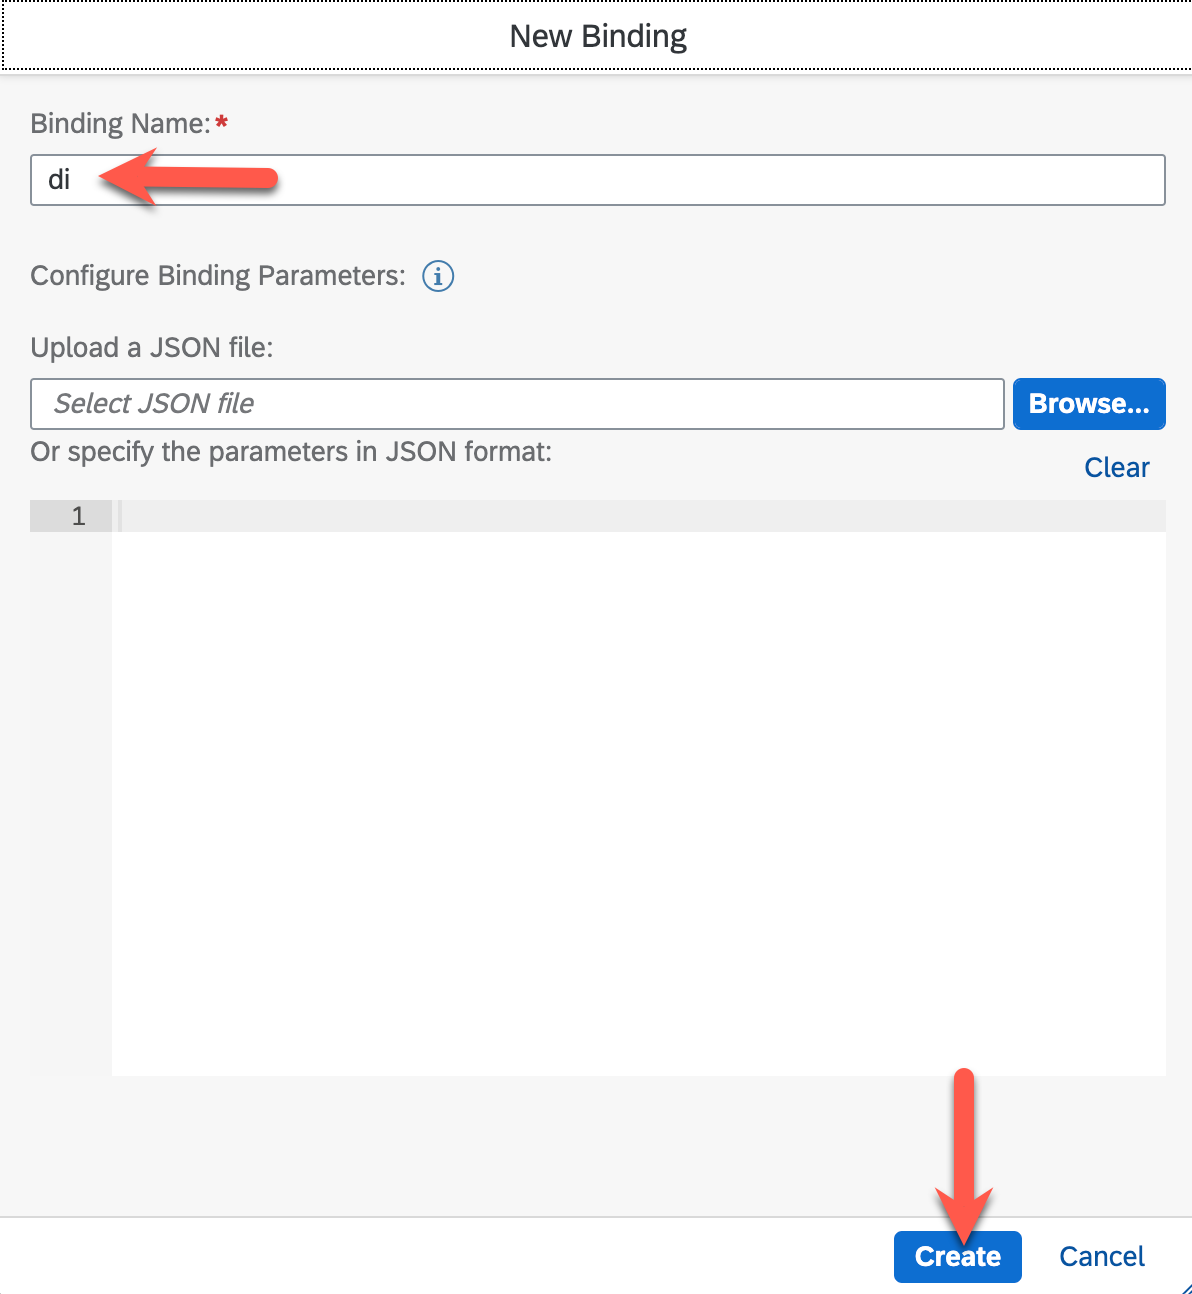 New Binding
Binding Name:*
di
Configure Binding Parameters: i
Upload a JSON file:
Select JSON file
Browse...
Or specify the parameters in JSON format:
Clear
1
Create
Cancel